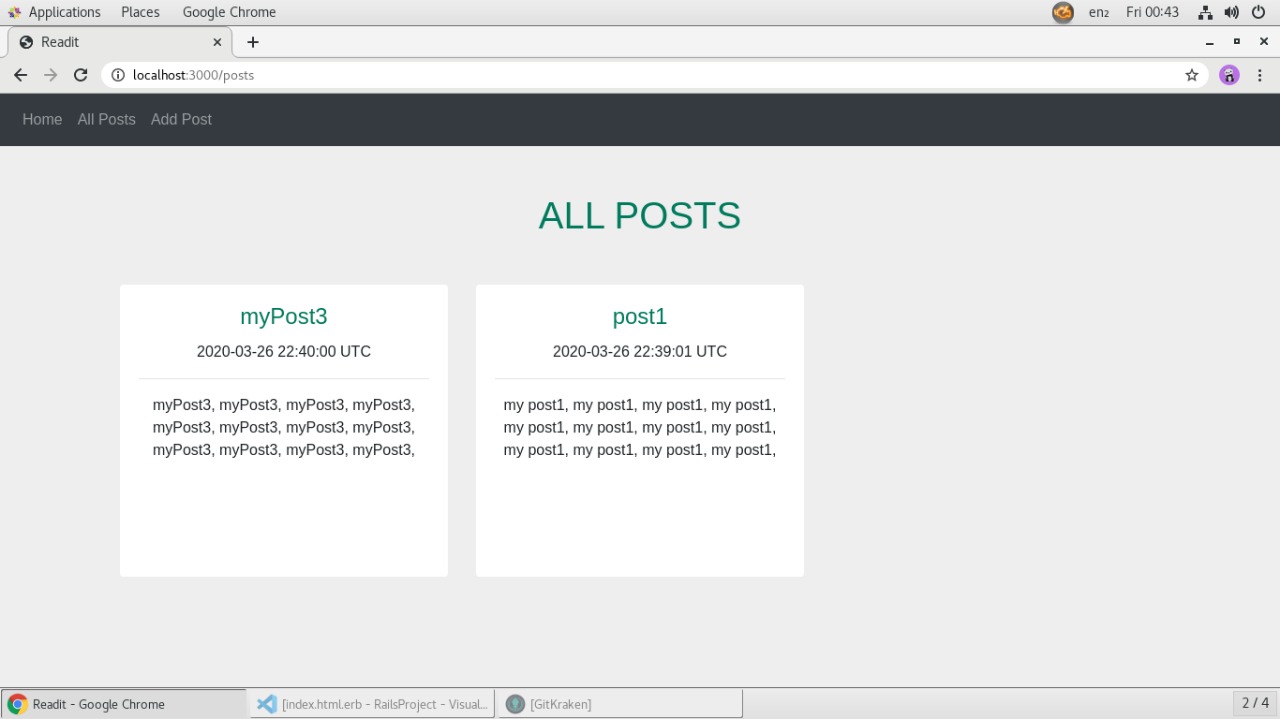 Applications Places Google Chrome en₂ Fri 00:43
Readit
localhost:3000/posts
Home All Posts Add Post
ALL POSTS
myPost3
2020-03-26 22:40:00 UTC
myPost3, myPost3, myPost3, myPost3,
myPost3, myPost3, myPost3, myPost3,
myPost3, myPost3, myPost3, myPost3,
post1
2020-03-26 22:39:01 UTC
my post1, my post1, my post1, my post1,
my post1, my post1, my post1, my post1,
my post1, my post1, my post1, my post1,
Readit - Google Chrome [index.html.erb - RailsProject - Visual... [GitKraken] 2 / 4